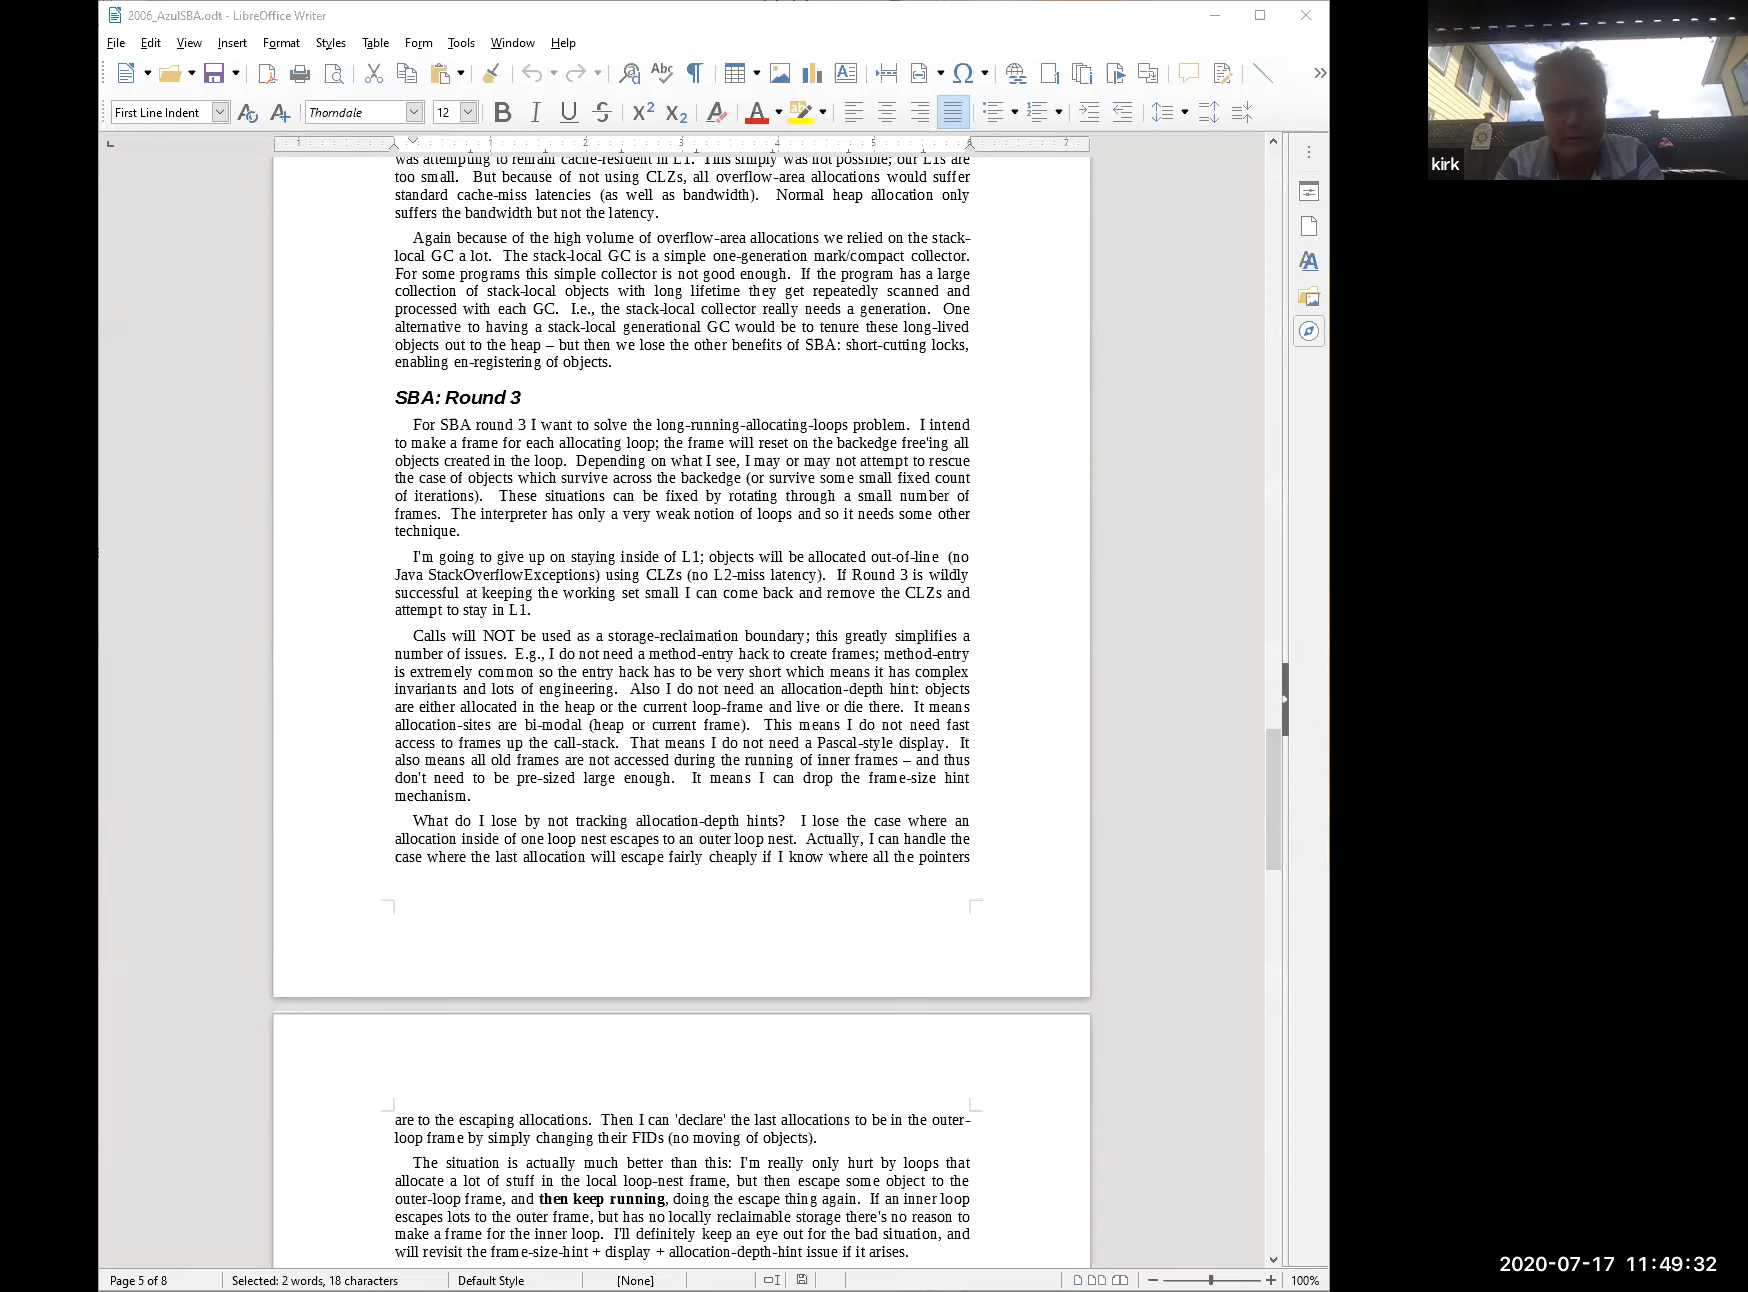 2006_AzulSBA.odt - LibreOffice Writer
File Edit View Insert Format Styles Table Form Tools Window Help
First Line Indent Thorndale 12
1 1 2 3 4 5 6 7
was attempting to remain cache-resident in L1.  This simply was not possible; our L1s are
too small.  But because of not using CLZs, all overflow-area allocations would suffer
standard cache-miss latencies (as well as bandwidth).  Normal heap allocation only
suffers the bandwidth but not the latency.
Again because of the high volume of overflow-area allocations we relied on the stack-
local GC a lot.  The stack-local GC is a simple one-generation mark/compact collector.
For some programs this simple collector is not good enough.  If the program has a large
collection of stack-local objects with long lifetime they get repeatedly scanned and
processed with each GC.  I.e., the stack-local collector really needs a generation.  One
alternative to having a stack-local generational GC would be to tenure these long-lived
objects out to the heap – but then we lose the other benefits of SBA: short-cutting locks,
enabling en-registering of objects.
SBA: Round 3
For SBA round 3 I want to solve the long-running-allocating-loops problem.  I intend
to make a frame for each allocating loop; the frame will reset on the backedge free'ing all
objects created in the loop.  Depending on what I see, I may or may not attempt to rescue
the case of objects which survive across the backedge (or survive some small fixed count
of iterations).  These situations can be fixed by rotating through a small number of
frames.  The interpreter has only a very weak notion of loops and so it needs some other
technique.
I'm going to give up on staying inside of L1; objects will be allocated out-of-line  (no
Java StackOverflowExceptions) using CLZs (no L2-miss latency).  If Round 3 is wildly
successful at keeping the working set small I can come back and remove the CLZs and
attempt to stay in L1.
Calls will NOT be used as a storage-reclaimation boundary; this greatly simplifies a
number of issues.  E.g., I do not need a method-entry hack to create frames; method-entry
is extremely common so the entry hack has to be very short which means it has complex
invariants and lots of engineering.  Also I do not need an allocation-depth hint: objects
are either allocated in the heap or the current loop-frame and live or die there.  It means
allocation-sites are bi-modal (heap or current frame).  This means I do not need fast
access to frames up the call-stack.  That means I do not need a Pascal-style display.  It
also means all old frames are not accessed during the running of inner frames – and thus
don't need to be pre-sized large enough.  It means I can drop the frame-size hint
mechanism.
What do I lose by not tracking allocation-depth hints?  I lose the case where an
allocation inside of one loop nest escapes to an outer loop nest.  Actually, I can handle the
case where the last allocation will escape fairly cheaply if I know where all the pointers
are to the escaping allocations.  Then I can 'declare' the last allocations to be in the outer-
loop frame by simply changing their FIDs (no moving of objects).
The situation is actually much better than this: I'm really only hurt by loops that
allocate a lot of stuff in the local loop-nest frame, but then escape some object to the
outer-loop frame, and then keep running, doing the escape thing again.  If an inner loop
escapes lots to the outer frame, but has no locally reclaimable storage there's no reason to
make a frame for the inner loop.  I'll definitely keep an eye out for the bad situation, and
will revisit the frame-size-hint + display + allocation-depth-hint issue if it arises.
Page 5 of 8 Selected: 2 words, 18 characters Default Style [None] 100%
kirk
2020-07-17 11:49:32